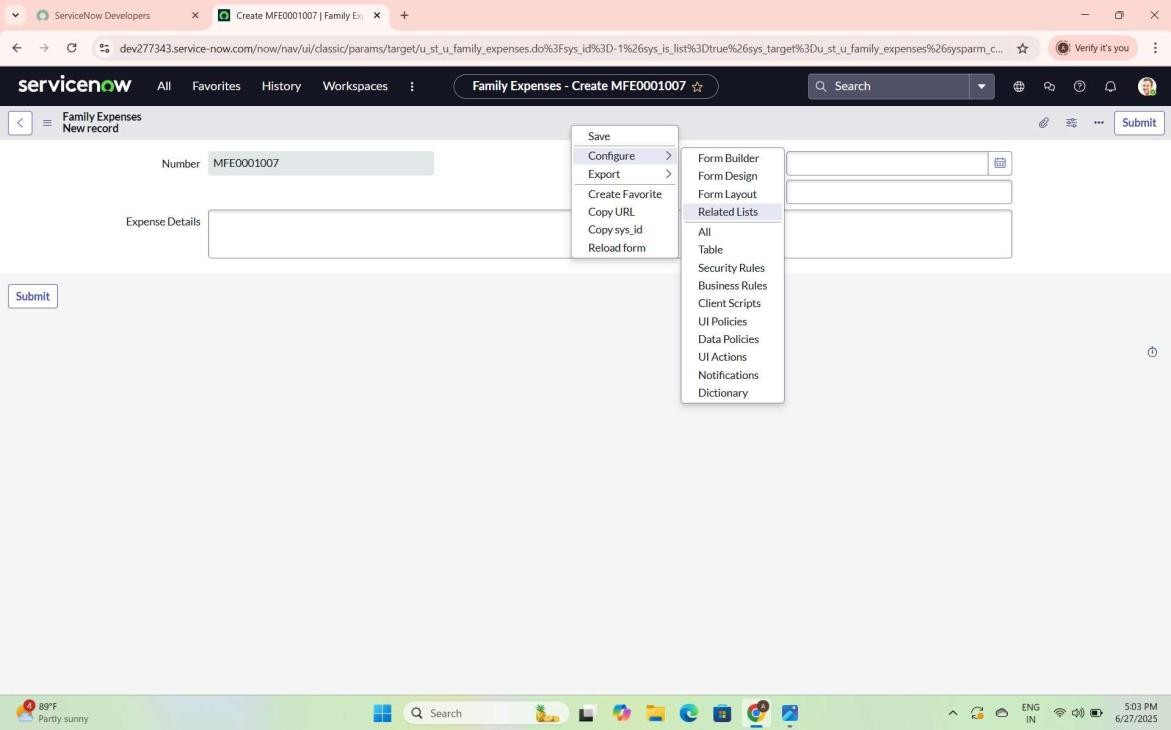 ServiceNow Developers
Create MFE0001007 | Family Ex
dev277343.service-now.com/now/nav/ui/classic/params/target/u_st_u_family_expenses.do%3Fsys_id%3D-1%26sys_is_list%3Dtrue%26sys_target%3Du_st_u_family_expenses%26sysparm_c...
Verify it's you
servicenow
All
Favorites
History
Workspaces
Family Expenses - Create MFE0001007
Search
Family Expenses
New record
Submit
Number
MFE0001007
Expense Details
Submit
Save
Configure
Export
Create Favorite
Copy URL
Copy sys_id
Reload form
Form Builder
Form Design
Form Layout
Related Lists
All
Table
Security Rules
Business Rules
Client Scripts
UI Policies
Data Policies
UI Actions
Notifications
Dictionary
4
89°F
Partly sunny
Search
ENG
IN
5:03 PM
6/27/2025